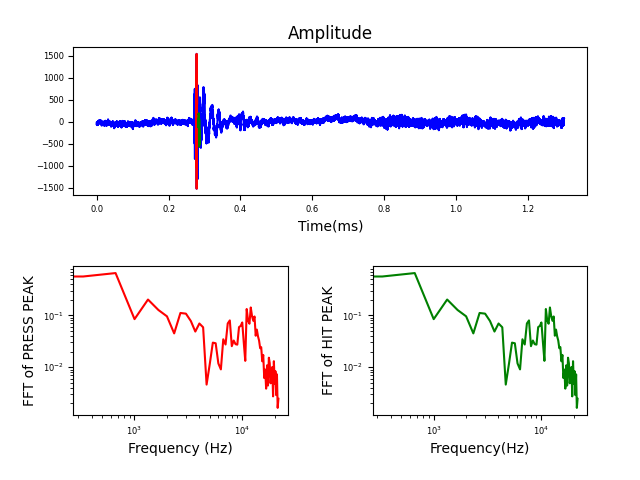 Amplitude
1500
1000
500
0
−500
−1000
−1500
0.0 0.2 0.4 0.6 0.8 1.0 1.2
Time(ms)
FFT of PRESS PEAK
10⁻¹
10⁻²
10³ 10⁴
Frequency (Hz)
FFT of HIT PEAK
10⁻¹
10⁻²
10³ 10⁴
Frequency(Hz)